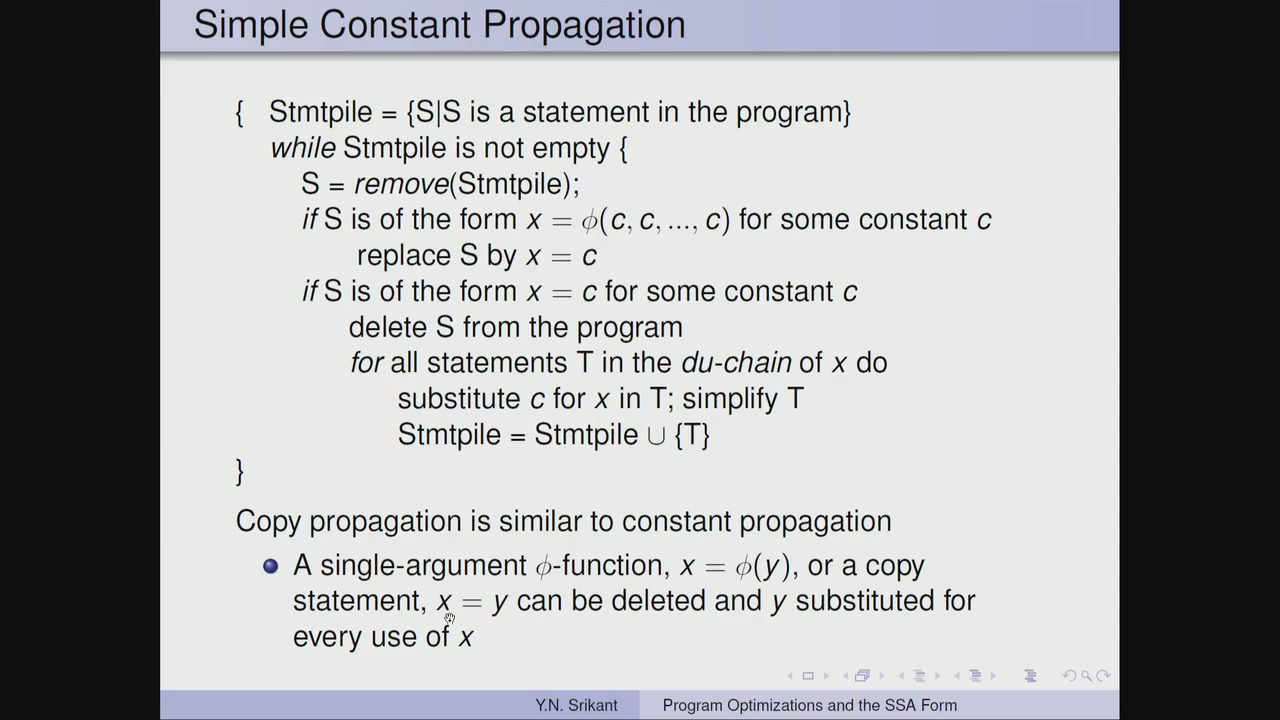 Simple Constant Propagation
{ Stmtpile = {S|S is a statement in the program}
while Stmtpile is not empty {
S = remove(Stmtpile);
if S is of the form x = ϕ(c, c, ..., c) for some constant c
replace S by x = c
if S is of the form x = c for some constant c
delete S from the program
for all statements T in the du-chain of x do
substitute c for x in T; simplify T
Stmtpile = Stmtpile ∪ {T}
}
Copy propagation is similar to constant propagation
A single-argument ϕ-function, x = ϕ(y), or a copy
statement, x = y can be deleted and y substituted for
every use of x
Y.N. Srikant Program Optimizations and the SSA Form